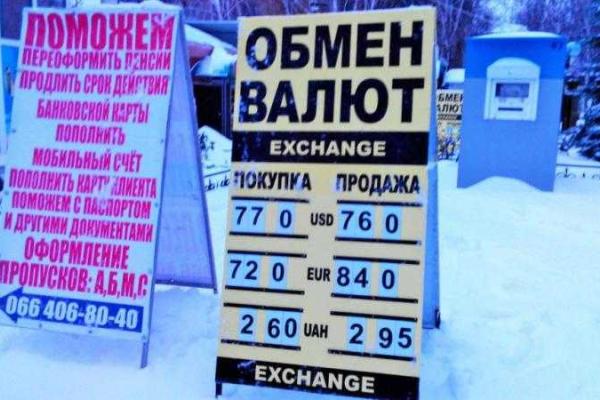 ПОМОЖЕМ
ПЕРЕОФОРМИТЬ ПЕНСИИ
ПРОДЛИТЬ СРОК ДЕЙСТВИЯ
БАНКОВСКОЙ КАРТЫ
ПОПОЛНИТЬ
МОБИЛЬНЫЙ СЧЁТ
ПОПОЛНИТЬ КАРТУ КЛИЕНТА
ПОМОЖЕМ С ПАСПОРТОМ
И ДРУГИМИ ДОКУМЕНТАМИ
ОФОРМЛЕНИЕ
ПРОПУСКОВ: А,Б,М,С
066 406-80-40
ОБМЕН
ВАЛЮТ
EXCHANGE
ПОКУПКА ПРОДАЖА
77 0 USD 76 0
72 0 EUR 84 0
2 60 UAH 2 95
EXCHANGE
ОБМЕН
ВАЛЮТ